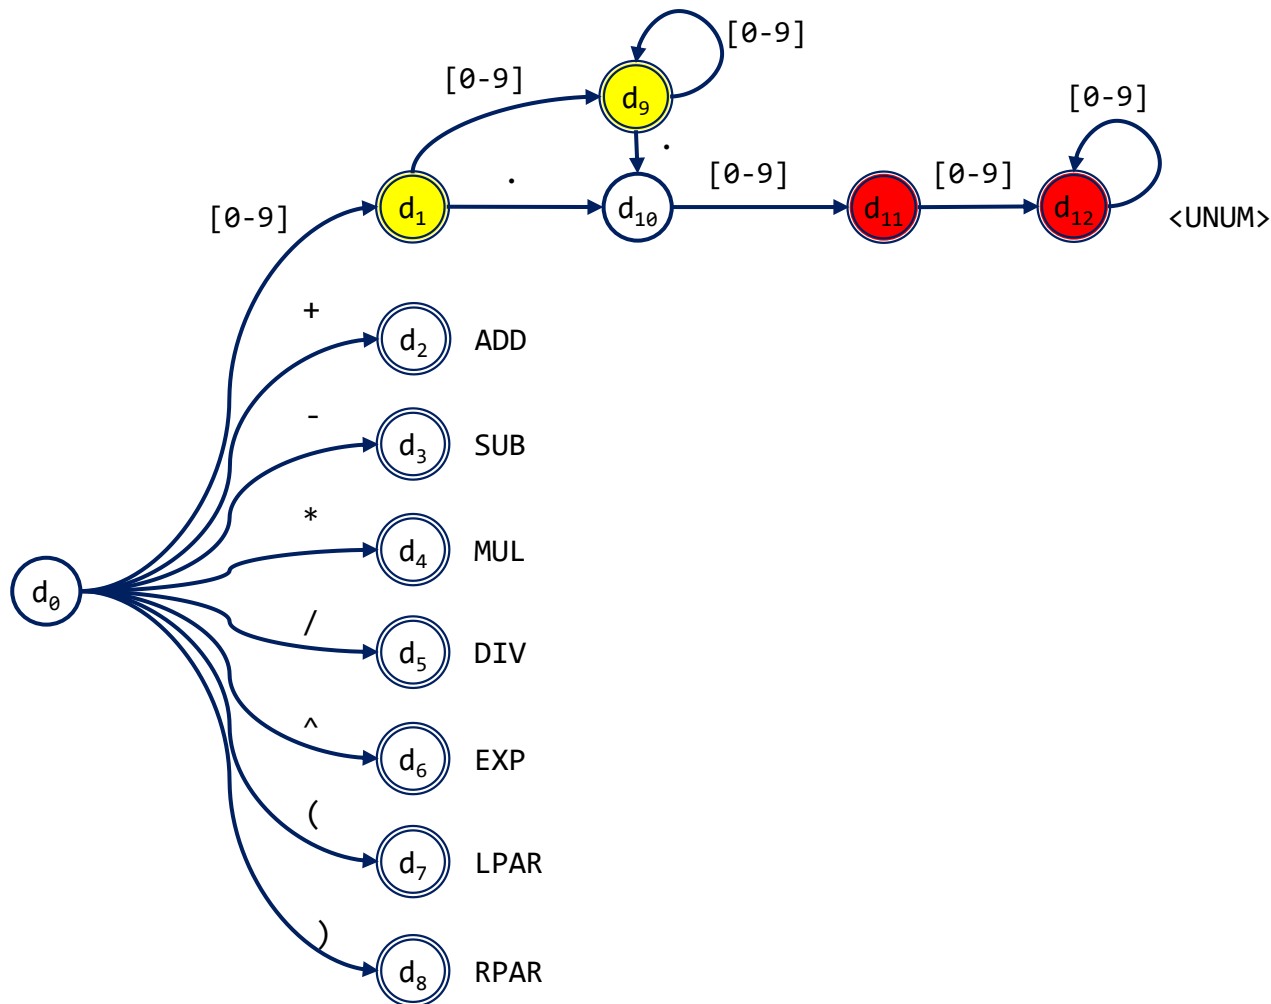 [0-9]
[0-9]
d9
[0-9]
.
[0-9]
.
[0-9]
[0-9]
d1
d10
d11
d12
<UNUM>
+
d2 ADD
-
d3 SUB
*
d4 MUL
d0
/
d5 DIV
^
d6 EXP
(
d7 LPAR
)
d8 RPAR